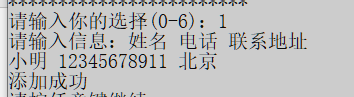 ************************
请输入你的选择(0-6): 1
请输入信息: 姓名 电话 联系地址
小明 12345678911 北京
添加成功